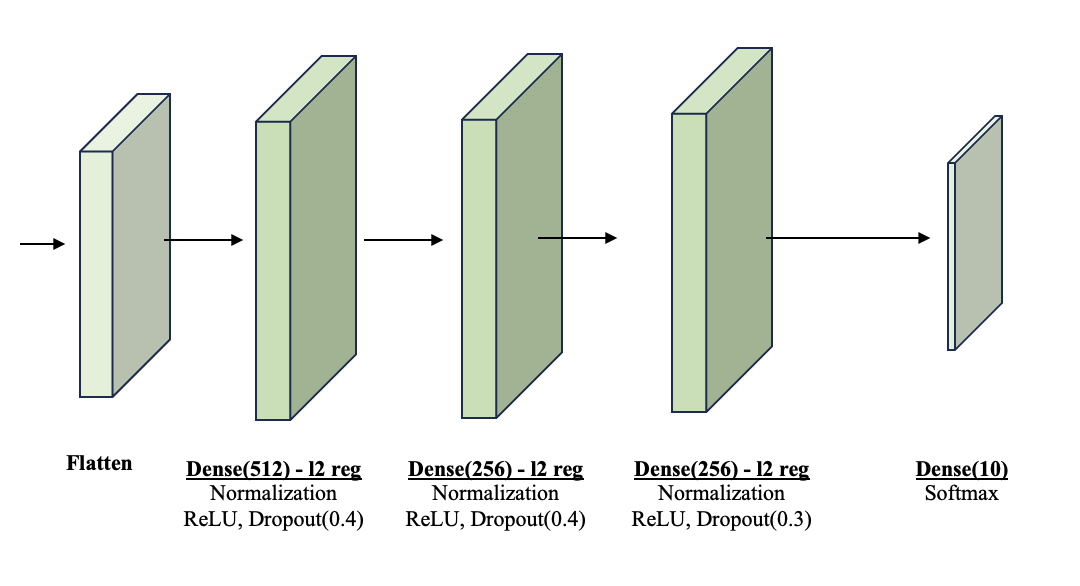 Flatten
Dense(512) - l2 reg
Normalization
ReLU, Dropout(0.4)
Dense(256) - l2 reg
Normalization
ReLU, Dropout(0.4)
Dense(256) - l2 reg
Normalization
ReLU, Dropout(0.3)
Dense(10)
Softmax